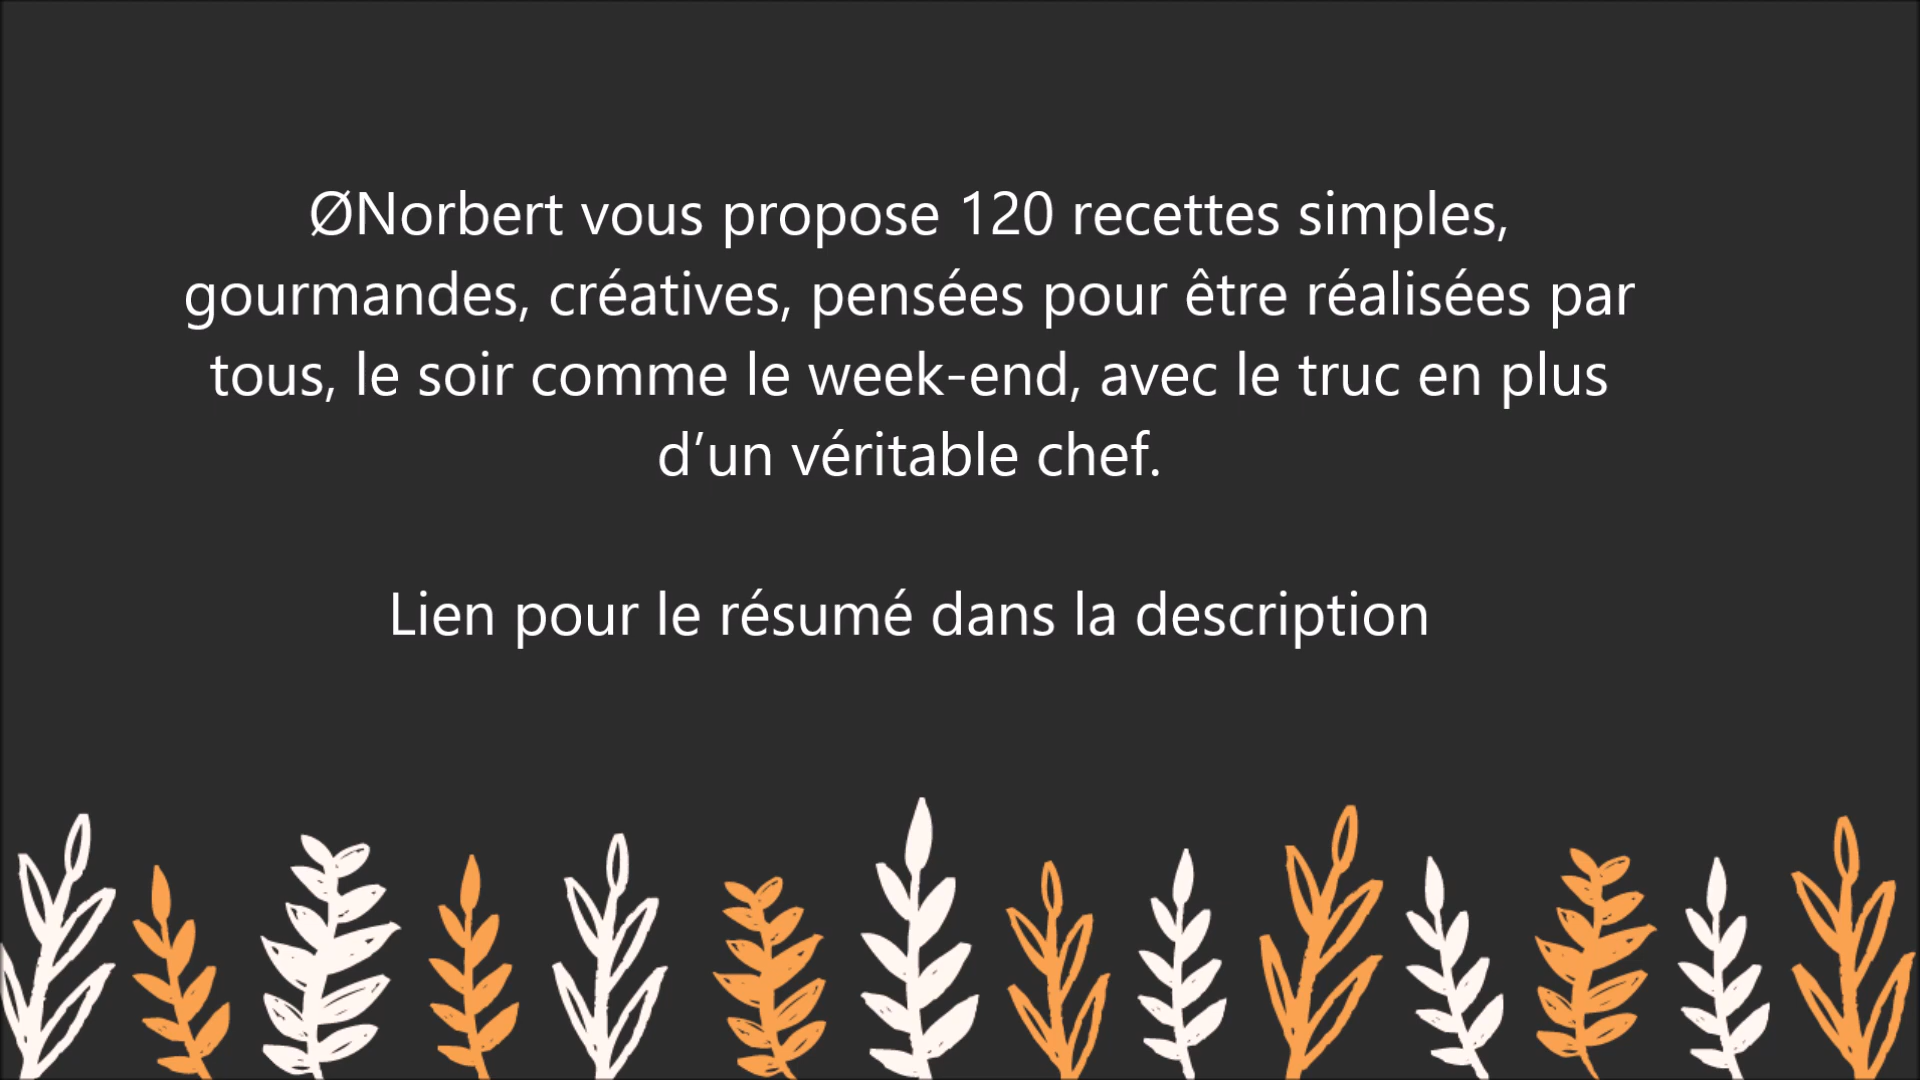 ØNorbert vous propose 120 recettes simples,
gourmandes, créatives, pensées pour être réalisées par
tous, le soir comme le week-end, avec le truc en plus
d’un véritable chef.
Lien pour le résumé dans la description